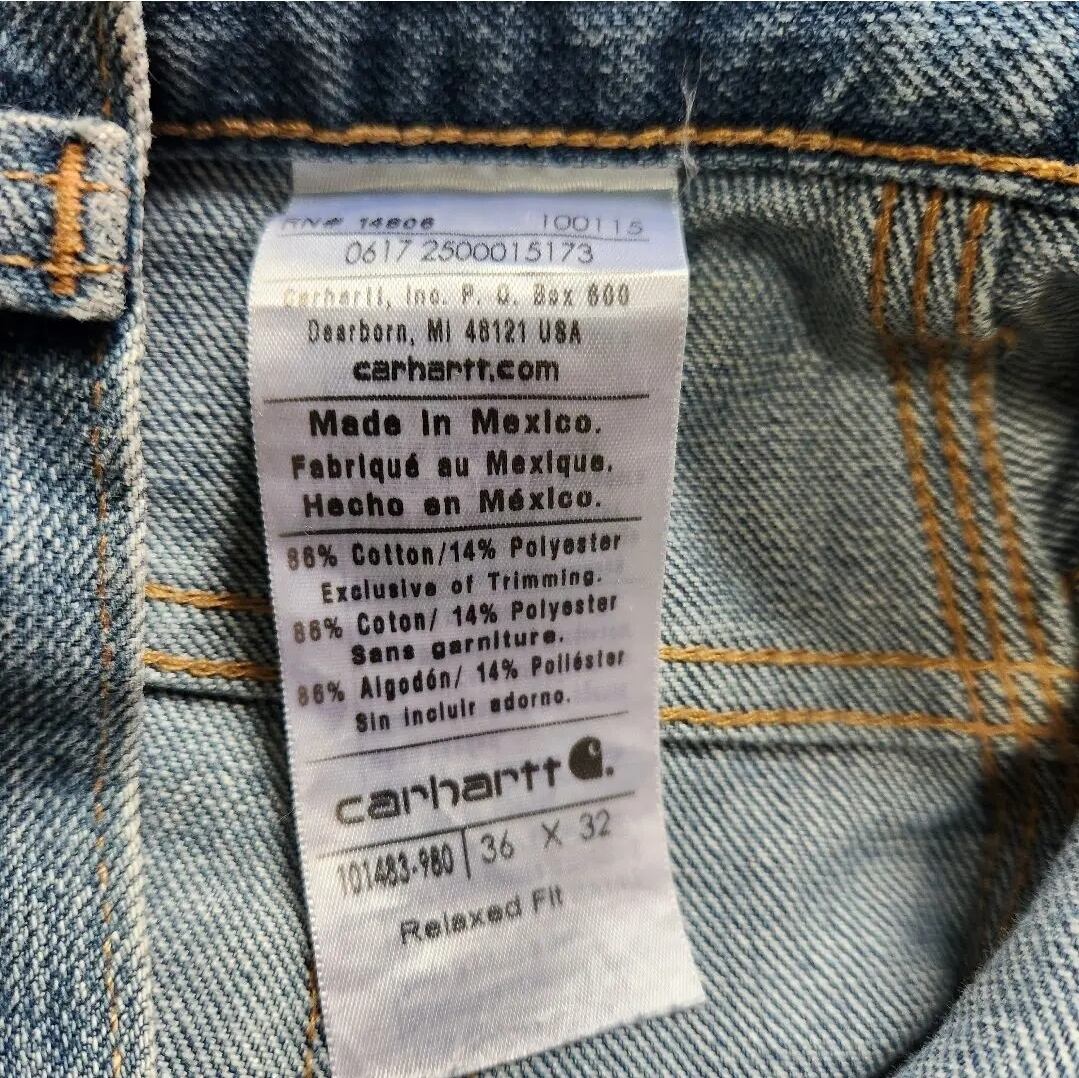 RN# 14806 100115
0617 2500015173
Carhartt, Inc. P. O. Box 600
Dearborn, MI 48121 USA
carhartt.com
Made In Mexico.
Fabriqué au Mexique.
Hecho en México.
86% Cotton/14% Polyester
Exclusive of Trimming.
86% Coton/ 14% Polyester
Sans garniture.
86% Algodón/ 14% Poliéster
Sin incluir adorno.
carhartt
101483-980 | 36 X 32
Relaxed Fit